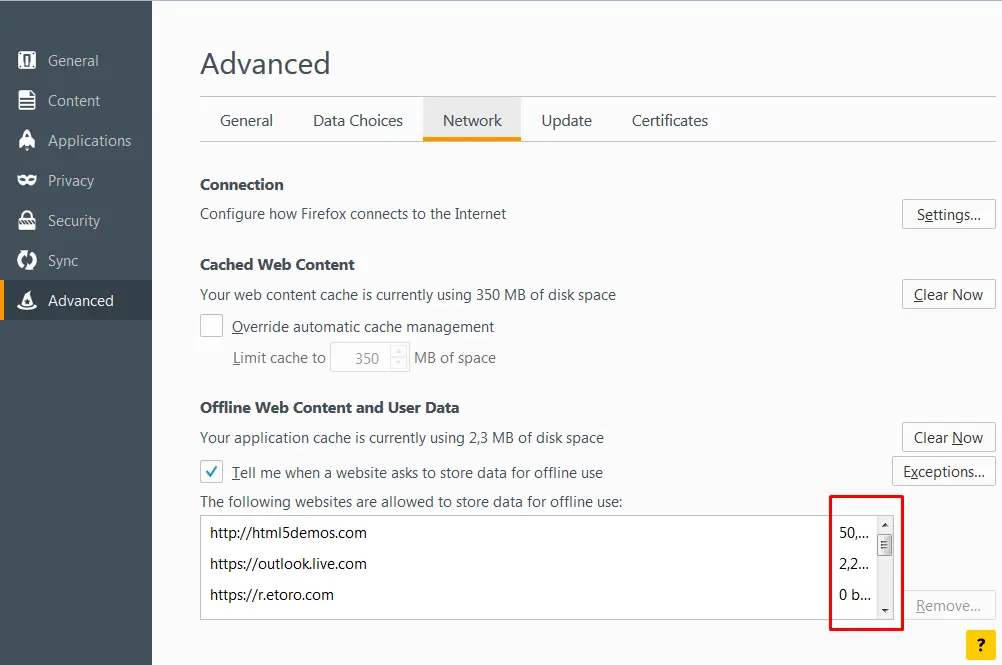 General
Content
Applications
Privacy
Security
Sync
Advanced
Advanced
General Data Choices Network Update Certificates
Connection
Configure how Firefox connects to the Internet
Settings...
Cached Web Content
Your web content cache is currently using 350 MB of disk space
Clear Now
Override automatic cache management
Limit cache to 350 MB of space
Offline Web Content and User Data
Your application cache is currently using 2,3 MB of disk space
Clear Now
Tell me when a website asks to store data for offline use
Exceptions...
The following websites are allowed to store data for offline use:
http://html5demos.com 50,...
https://outlook.live.com 2,2...
https://r.etoro.com 0 b...
Remove...
?